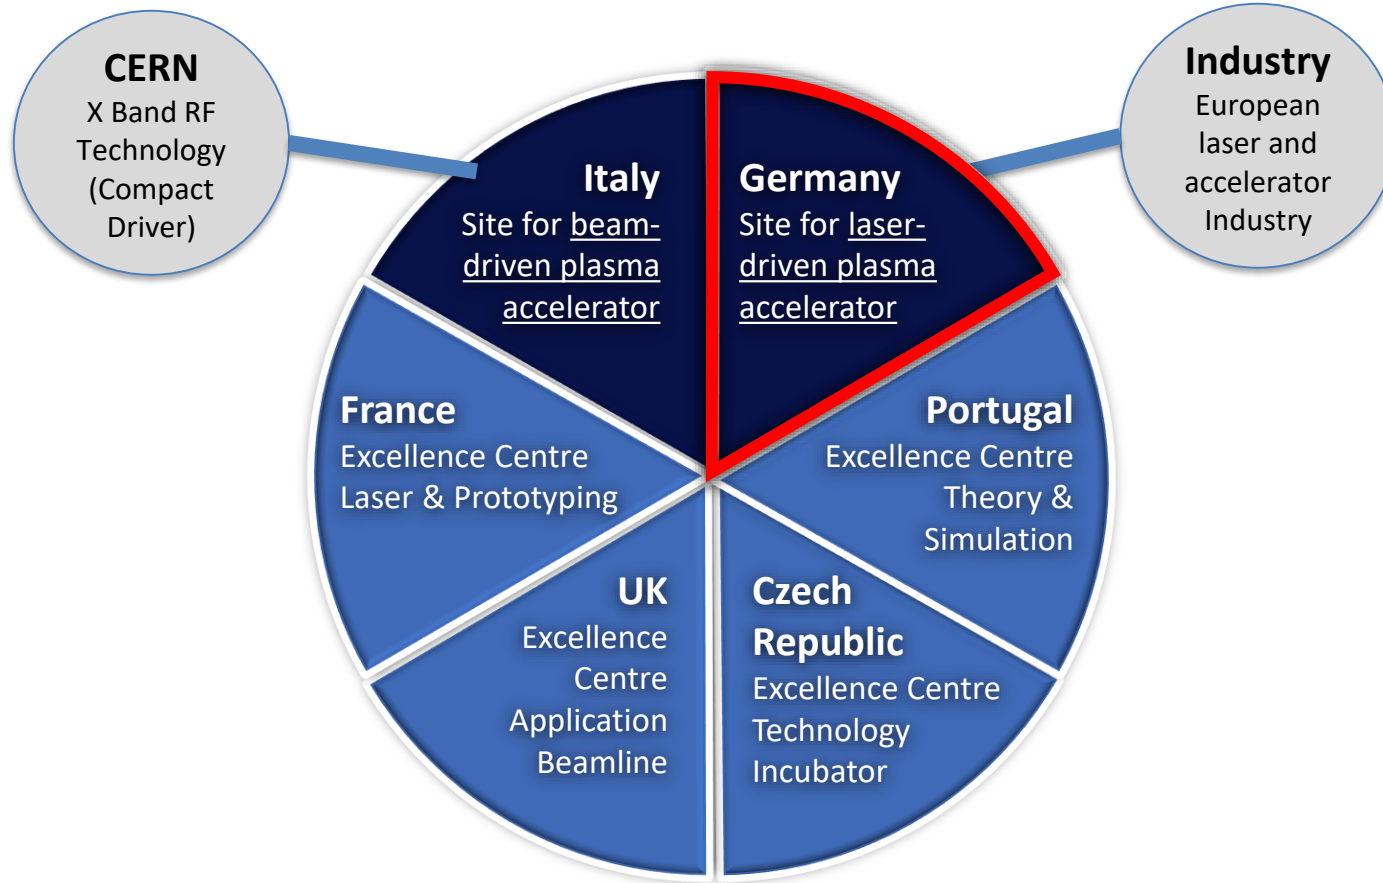 CERN
X Band RF
Technology
(Compact
Driver)
Industry
European
laser and
accelerator
Industry
Italy
Site for beam-
driven plasma
accelerator
Germany
Site for laser-
driven plasma
accelerator
France
Excellence Centre
Laser & Prototyping
Portugal
Excellence Centre
Theory &
Simulation
UK
Excellence
Centre
Application
Beamline
Czech
Republic
Excellence Centre
Technology
Incubator